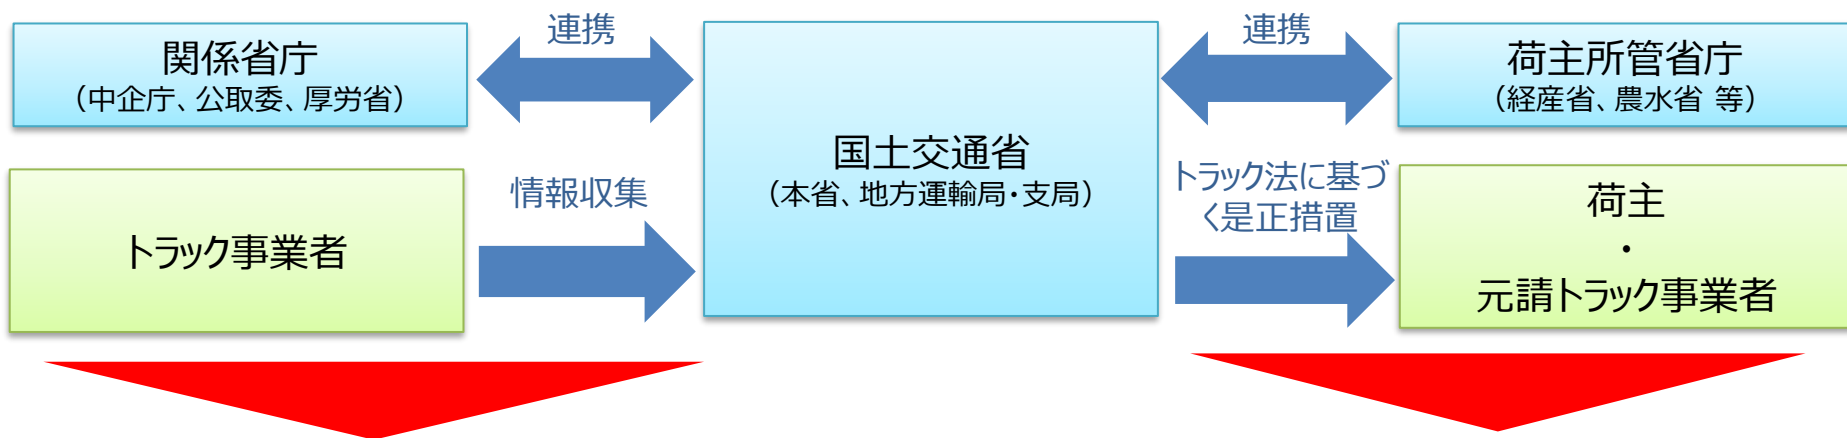 関係省庁
（中企庁、公取委、厚労省）
連携
国土交通省
（本省、地方運輸局・支局）
連携
荷主所管省庁
（経産省、農水省 等）
トラック事業者
情報収集
トラック法に基づ
く是正措置
荷主
・
元請トラック事業者